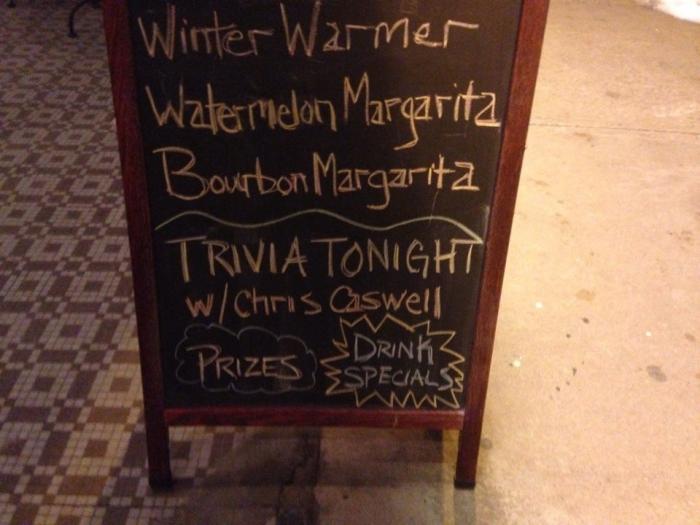 Winter Warmer
Watermelon Margarita
Bourbon Margarita
TRIVIA TONIGHT
w/ Chris Caswell
PRIZES
DRINK
SPECIALS